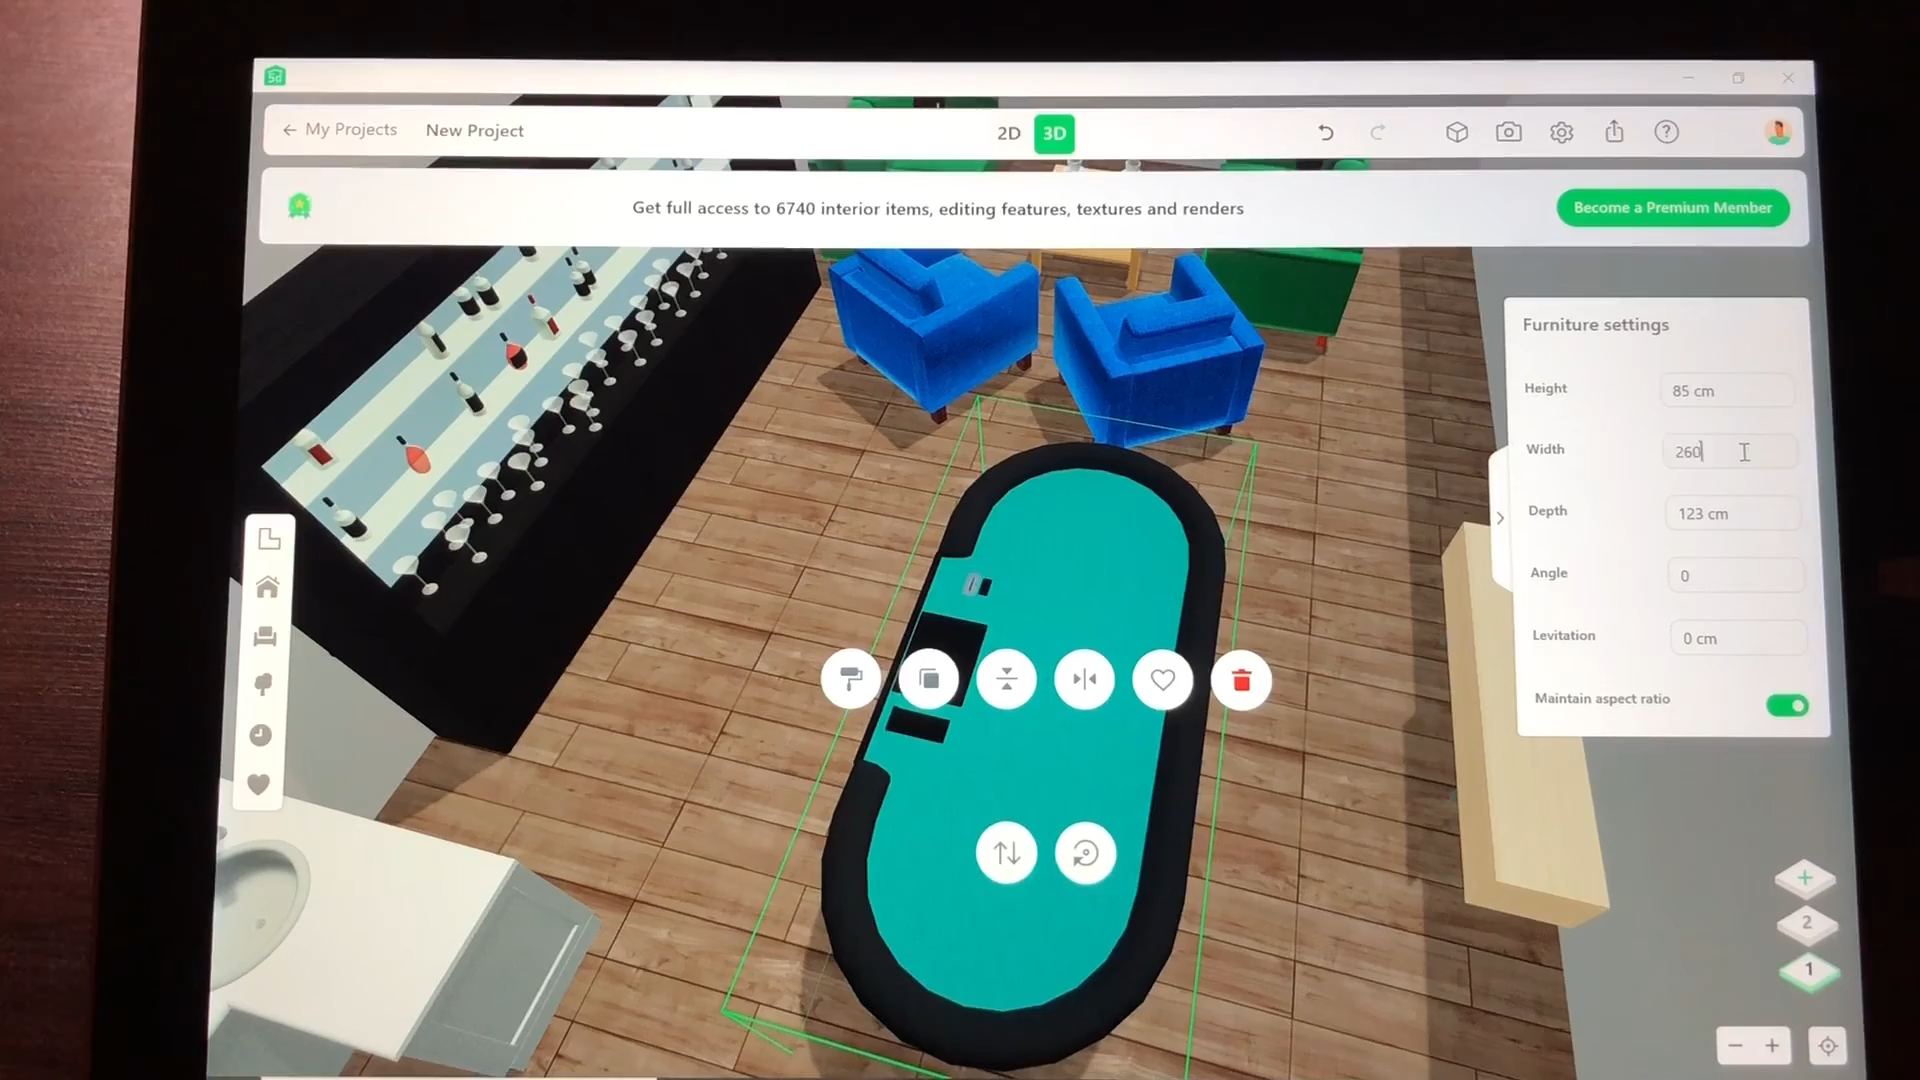 5d
My Projects
New Project
2D
3D
Get full access to 6740 interior items, editing features, textures and renders
Become a Premium Member
Furniture settings
Height
85 cm
Width
260
Depth
123 cm
Angle
0
Levitation
0 cm
Maintain aspect ratio
2
1